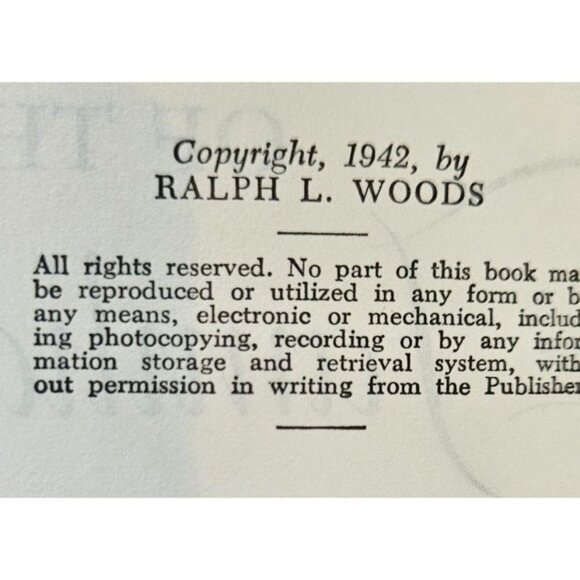 Copyright, 1942, by
RALPH L. WOODS
All rights reserved. No part of this book ma
be reproduced or utilized in any form or b
any means, electronic or mechanical, includ
ing photocopying, recording or by any infor
mation storage and retrieval system, with
out permission in writing from the Publisher